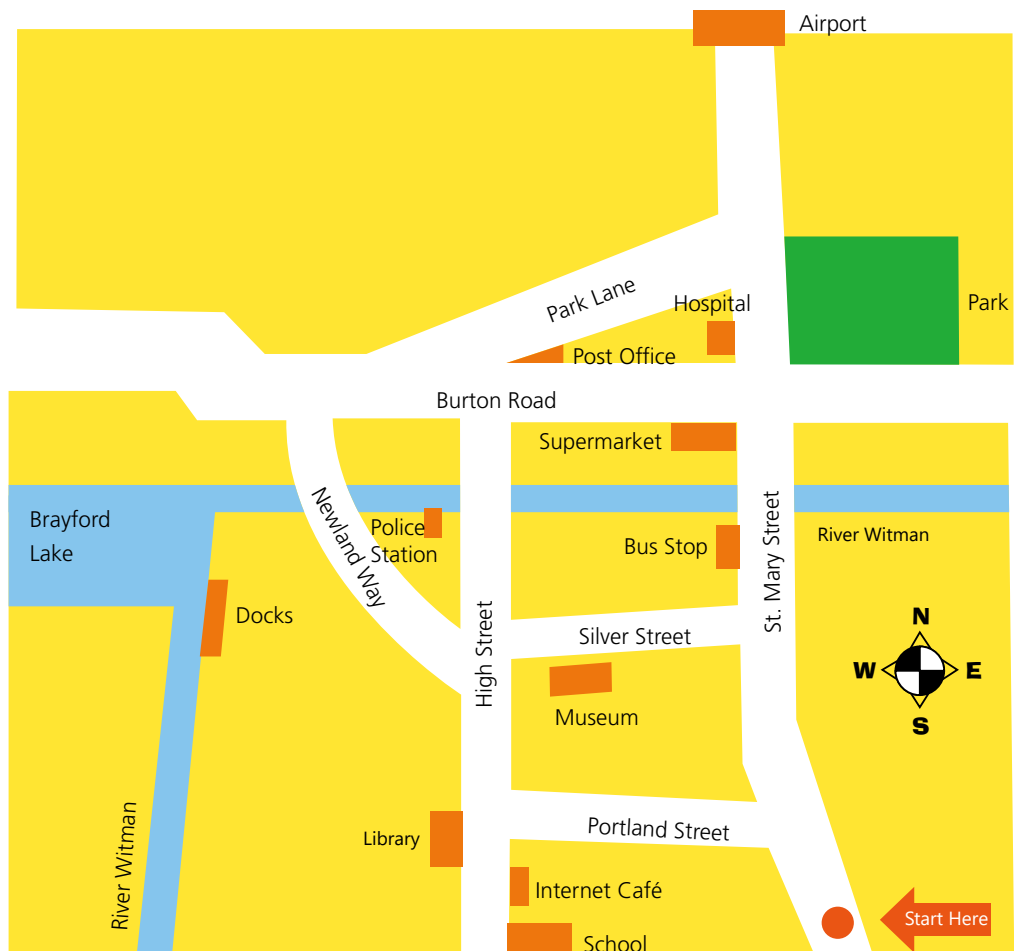 Airport
Park Lane
Hospital
Park
Post Office
Burton Road
Supermarket
Brayford
Lake
Newland Way
Police
Station
Bus Stop
St. Mary Street
River Witman
Docks
High Street
Silver Street
N
W
E
S
Museum
River Witman
Library
Portland Street
Internet Café
Start Here
School